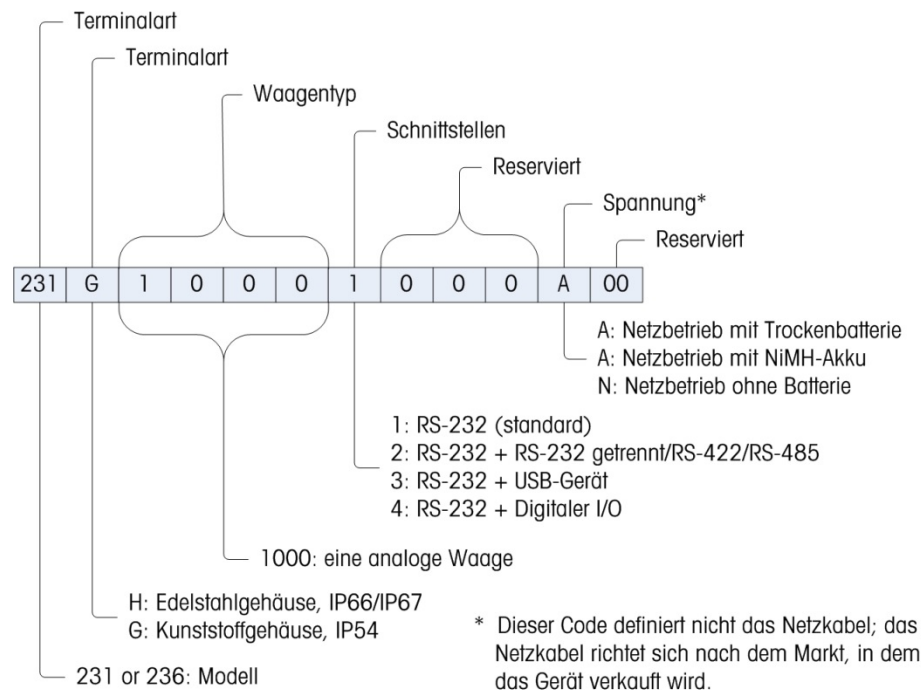 Terminalart
Terminalart
Waagentyp
Schnittstellen
Reserviert
Spannung*
Reserviert
231 G 1 0 0 0 1 0 0 0 A 00
A: Netzbetrieb mit Trockenbatterie
A: Netzbetrieb mit NiMH-Akku
N: Netzbetrieb ohne Batterie
1: RS-232 (standard)
2: RS-232 + RS-232 getrennt/RS-422/RS-485
3: RS-232 + USB-Gerät
4: RS-232 + Digitaler I/O
1000: eine analoge Waage
H: Edelstahlgehäuse, IP66/IP67
G: Kunststoffgehäuse, IP54
231 or 236: Modell
* Dieser Code definiert nicht das Netzkabel; das
Netzkabel richtet sich nach dem Markt, in dem
das Gerät verkauft wird.